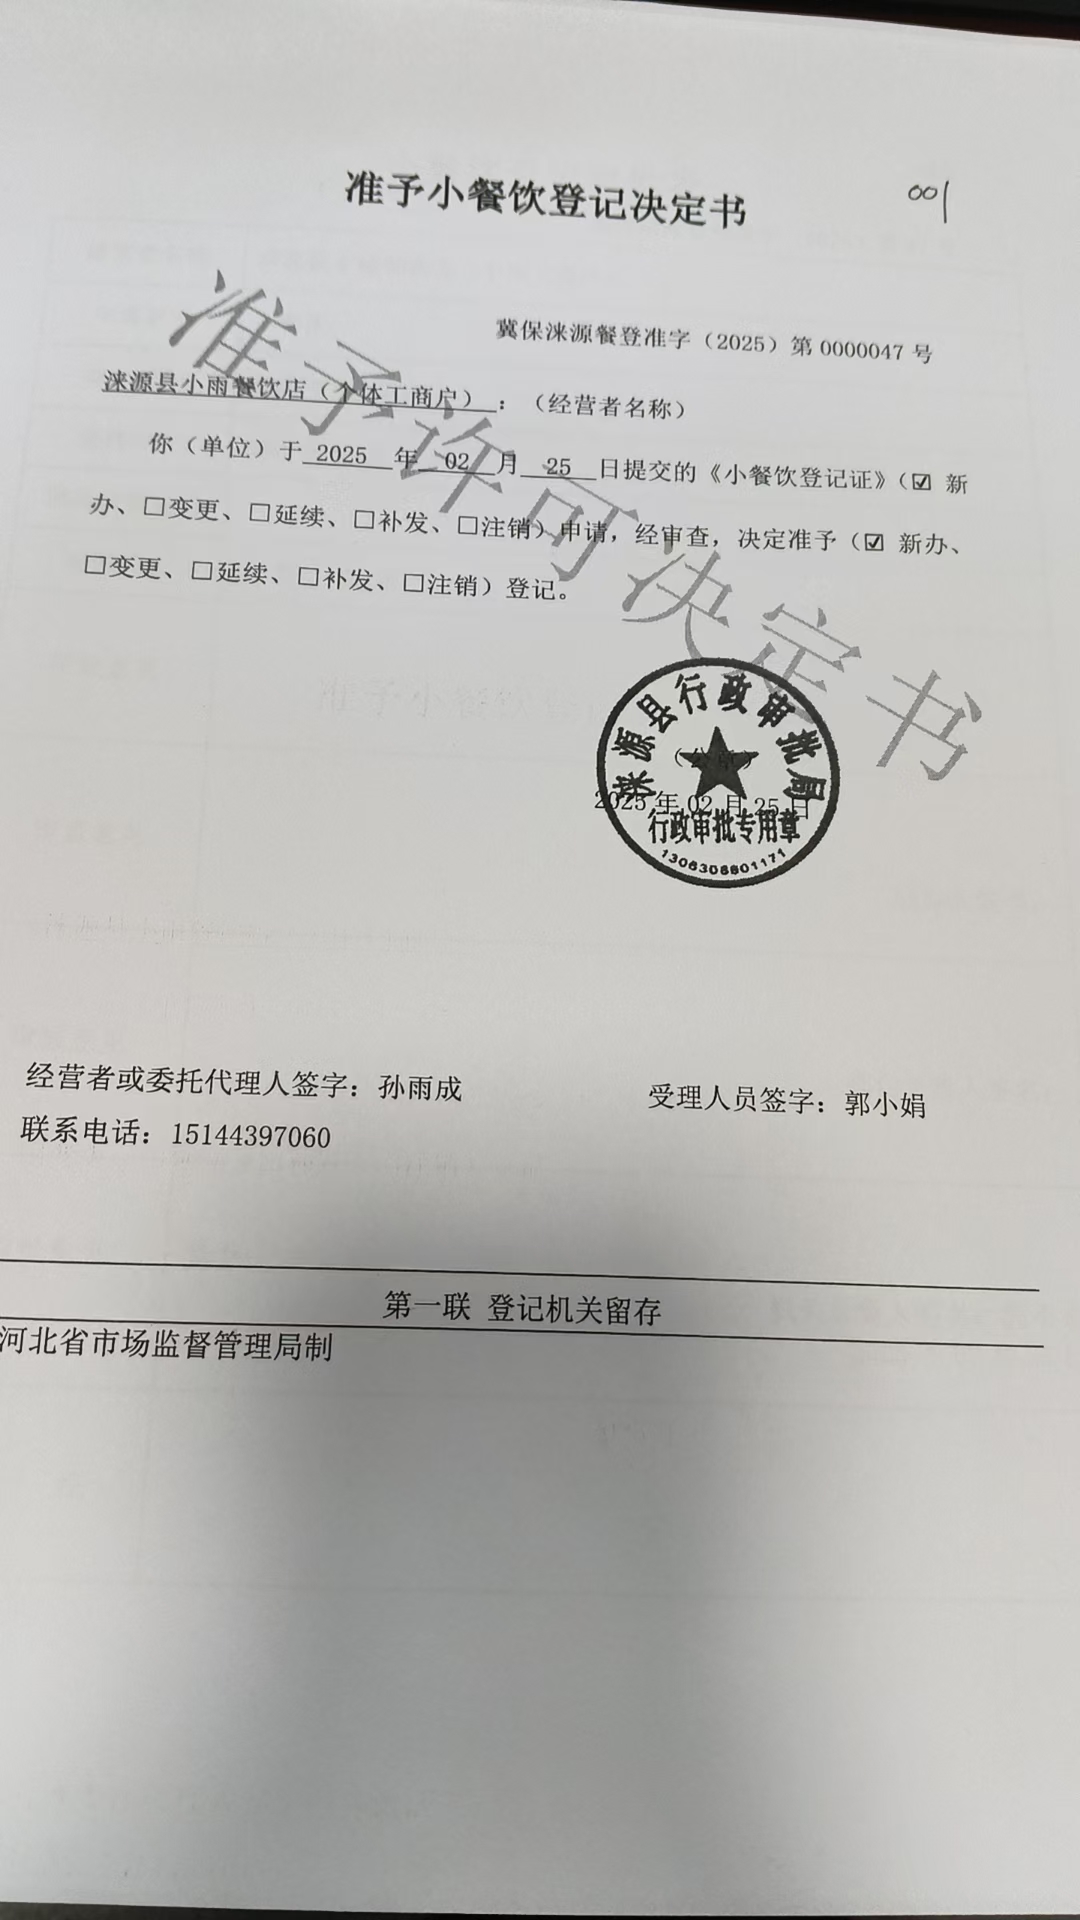 准予小餐饮登记决定书
001
冀保涞源餐登准字（2025）第 0000047 号
涞源县小雨餐饮店（个体工商户）：（经营者名称）
你（单位）于 2025 年 02 月 25 日提交的《小餐饮登记证》（☑ 新
办、□变更、□延续、□补发、□注销）申请，经审查，决定准予（☑ 新办、
□变更、□延续、□补发、□注销）登记。
准予许可决定书
涞源县行政审批局
（公章）
2025 年 02 月 25 日
行政审批专用章
1306306801171
经营者或委托代理人签字：孙雨成
受理人员签字：郭小娟
联系电话：15144397060
第一联 登记机关留存
河北省市场监督管理局制